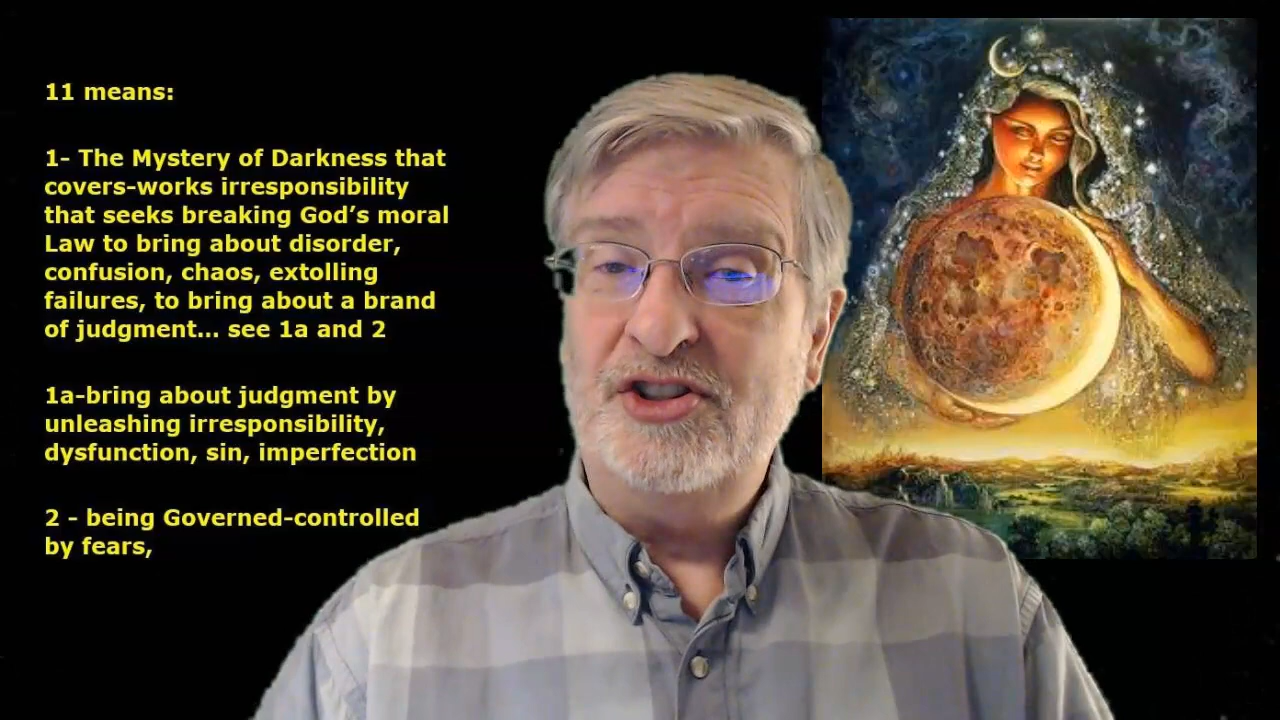 11 means:
1- The Mystery of Darkness that
covers-works irresponsibility
that seeks breaking God’s moral
Law to bring about disorder,
confusion, chaos, extolling
failures, to bring about a brand
of judgment... see 1a and 2
1a-bring about judgment by
unleashing irresponsibility,
dysfunction, sin, imperfection
2 - being Governed-controlled
by fears,